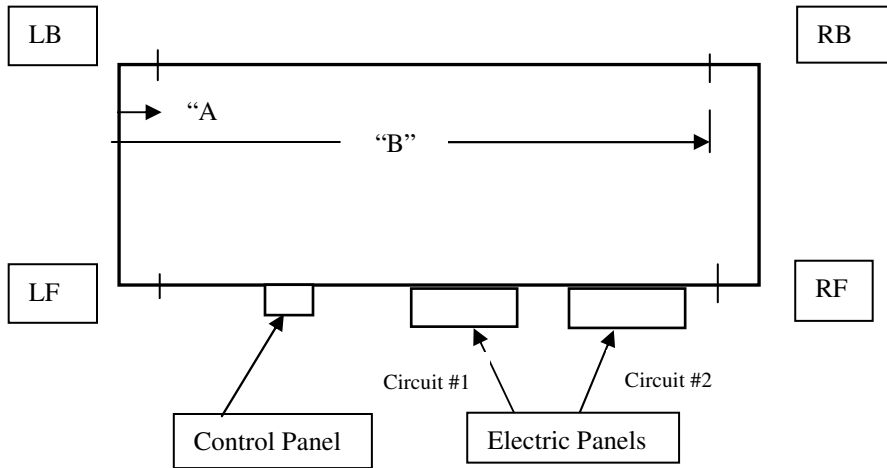 LB
RB
“A
“B”
LF
RF
Circuit #1
Circuit #2
Control Panel
Electric Panels